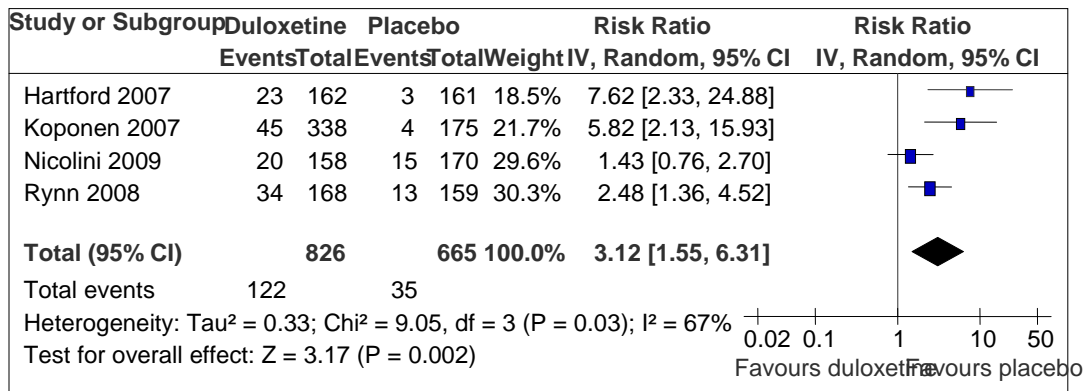 Study or Subgroup Duloxetine Placebo Risk Ratio Risk Ratio
Events Total Events Total Weight IV, Random, 95% CI IV, Random, 95% CI
Hartford 2007 23 162 3 161 18.5% 7.62 [2.33, 24.88]
Koponen 2007 45 338 4 175 21.7% 5.82 [2.13, 15.93]
Nicolini 2009 20 158 15 170 29.6% 1.43 [0.76, 2.70]
Rynn 2008 34 168 13 159 30.3% 2.48 [1.36, 4.52]
Total (95% CI) 826 665 100.0% 3.12 [1.55, 6.31]
Total events 122 35
Heterogeneity: Tau² = 0.33; Chi² = 9.05, df = 3 (P = 0.03); I² = 67%
0.02 0.1 1 10 50
Test for overall effect: Z = 3.17 (P = 0.002)
Favours duloxetine Favours placebo